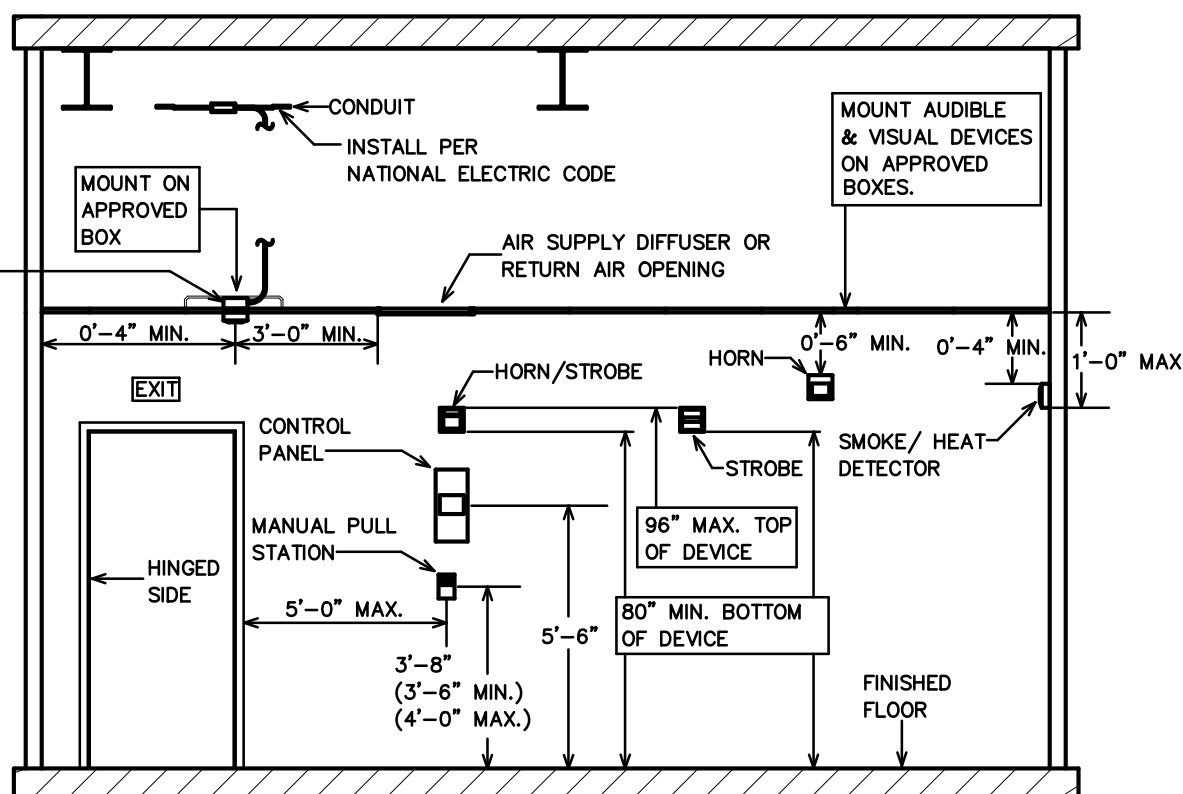 CONDUIT
INSTALL PER
NATIONAL ELECTRIC CODE
MOUNT AUDIBLE
& VISUAL DEVICES
ON APPROVED
BOXES.
MOUNT ON
APPROVED
BOX
AIR SUPPLY DIFFUSER OR
RETURN AIR OPENING
0'-4" MIN.
3'-0" MIN.
0'-6" MIN.
0'-4" MIN.
1'-0" MAX
HORN
EXIT
HORN/STROBE
CONTROL
PANEL
STROBE
SMOKE/ HEAT
DETECTOR
96" MAX. TOP
OF DEVICE
MANUAL PULL
STATION
HINGED
SIDE
5'-0" MAX.
80" MIN. BOTTOM
OF DEVICE
5'-6"
3'-8"
(3'-6" MIN.)
(4'-0" MAX.)
FINISHED
FLOOR